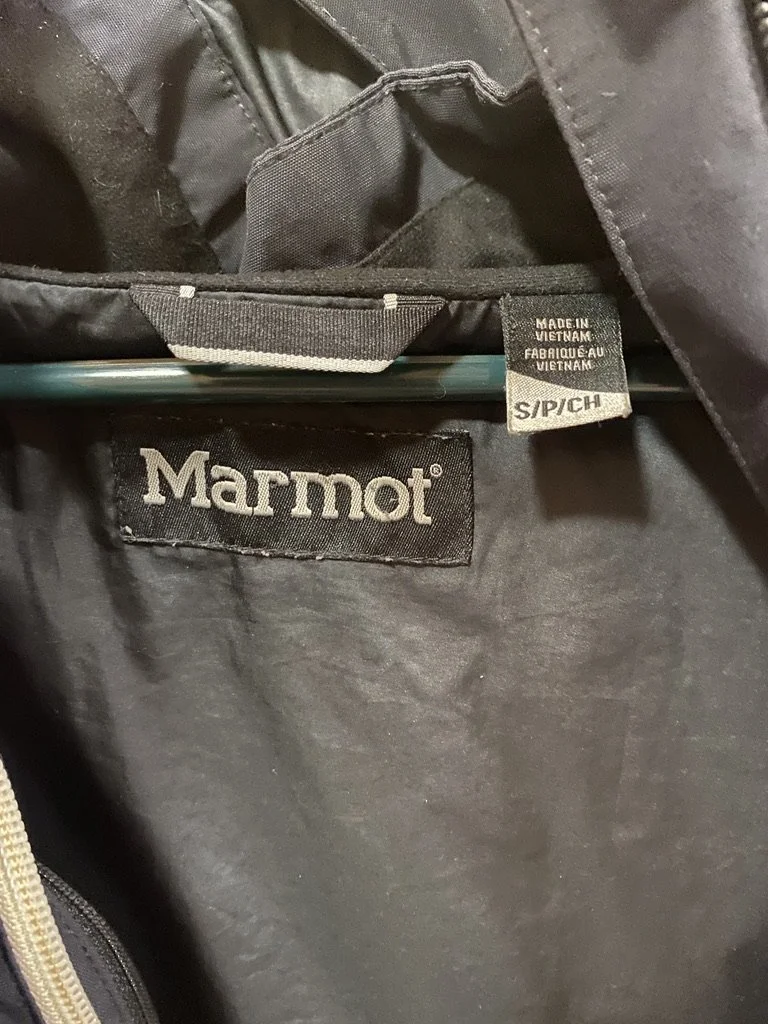 MADE IN
VIETNAM
FABRIQUÉ AU
VIETNAM
S/P/CH
Marmot®